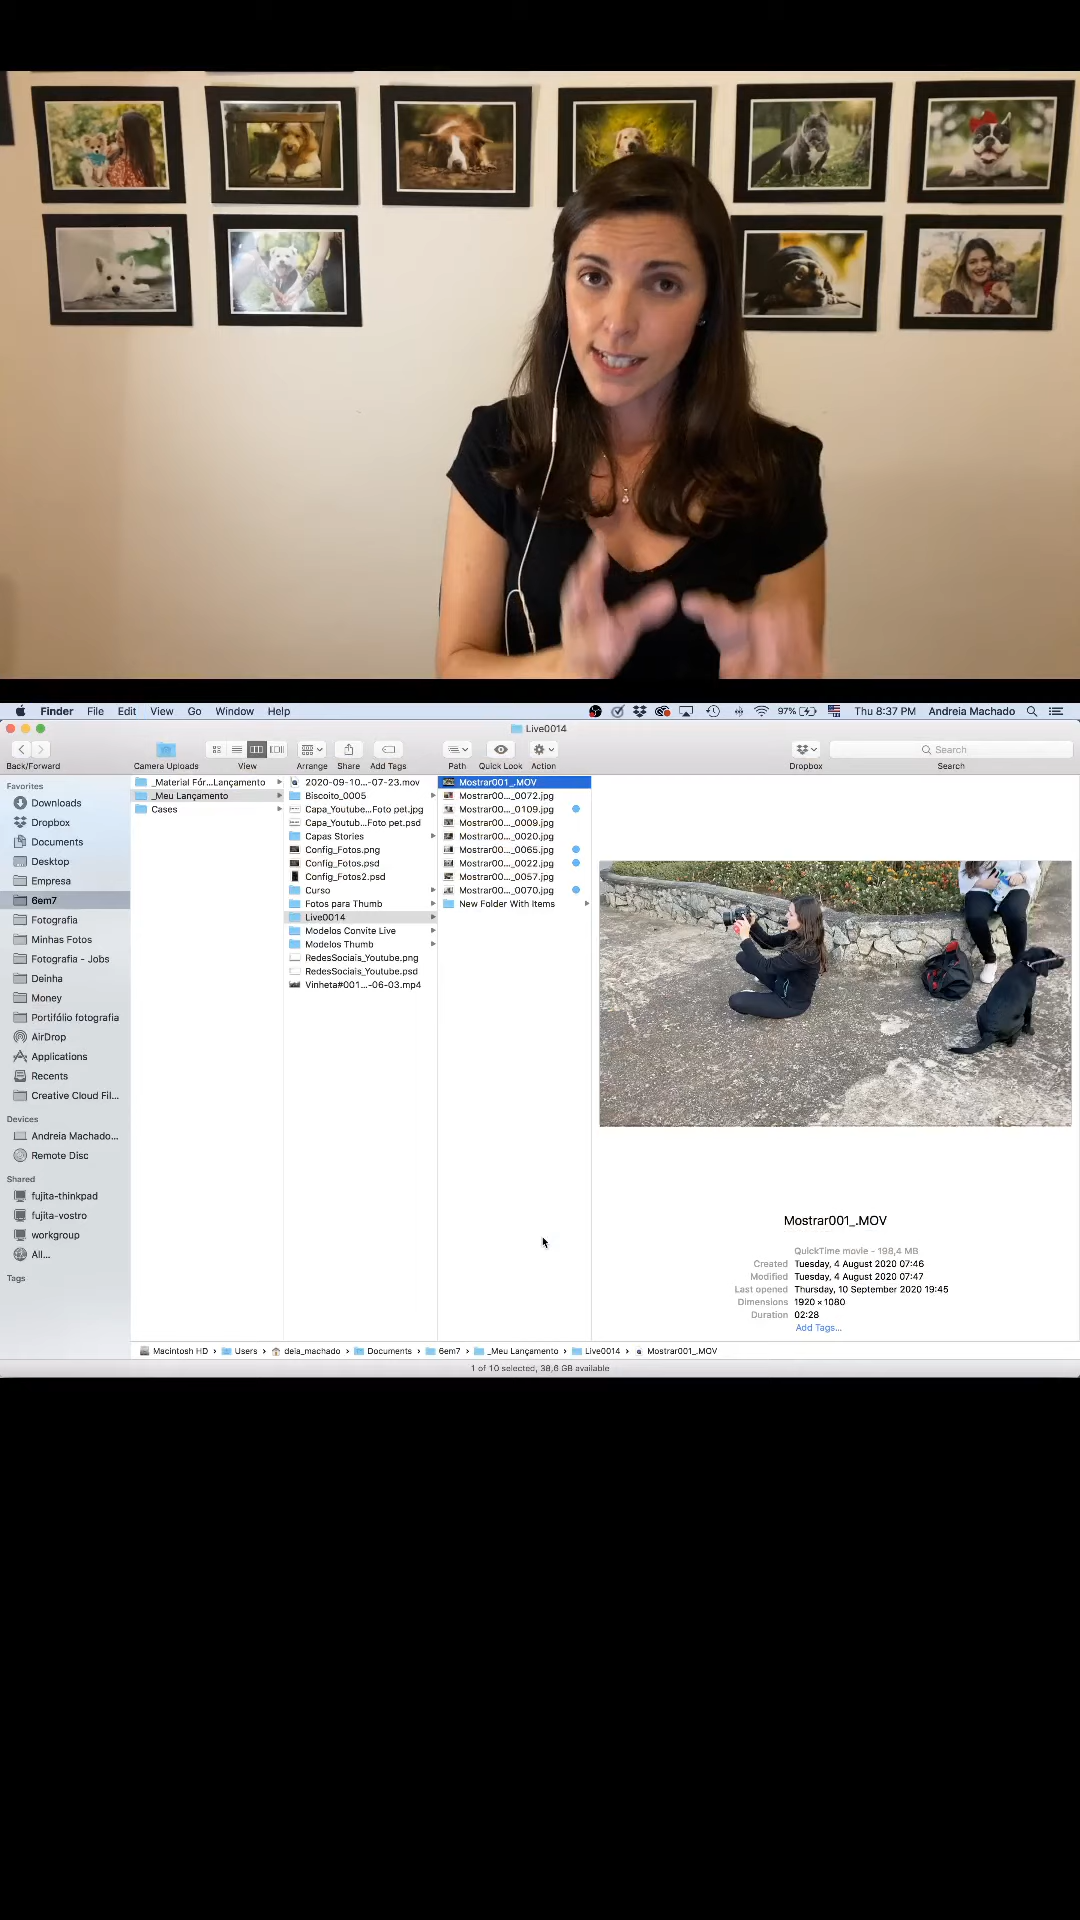 Finder File Edit View Go Window Help 97% Thu 8:37 PM Andreia Machado
Live0014
Back/Forward Camera Uploads View Arrange Share Add Tags Path Quick Look Action Dropbox Search
Search
Favorites
Downloads
Dropbox
Documents
Desktop
Empresa
6em7
Fotografia
Minhas Fotos
Fotografia - Jobs
Deinha
Money
Portifólio fotografia
AirDrop
Applications
Recents
Creative Cloud Fil...
Devices
Andreia Machado...
Remote Disc
Shared
fujita-thinkpad
fujita-vostro
workgroup
All...
Tags
_Material Fór...Lançamento
_Meu Lançamento
Cases
2020-09-10...-07-23.mov
Biscoito_0005
Capa_Youtube...Foto pet.jpg
Capa_Youtub...Foto pet.psd
Capas Stories
Config_Fotos.png
Config_Fotos.psd
Config_Fotos2.psd
Curso
Fotos para Thumb
Live0014
Modelos Convite Live
Modelos Thumb
RedesSociais_Youtube.png
RedesSociais_Youtube.psd
Vinheta#001...-06-03.mp4
Mostrar001_.MOV
Mostrar00..._0072.jpg
Mostrar00..._0109.jpg
Mostrar00..._0009.jpg
Mostrar00..._0020.jpg
Mostrar00..._0065.jpg
Mostrar00..._0022.jpg
Mostrar00..._0057.jpg
Mostrar00..._0070.jpg
New Folder With Items
Mostrar001_.MOV
QuickTime movie - 198,4 MB
Created Tuesday, 4 August 2020 07:46
Modified Tuesday, 4 August 2020 07:47
Last opened Thursday, 10 September 2020 19:45
Dimensions 1920 × 1080
Duration 02:28
Add Tags...
Macintosh HD › Users › deia_machado › Documents › 6em7 › _Meu Lançamento › Live0014 › Mostrar001_.MOV
1 of 10 selected, 38,6 GB available